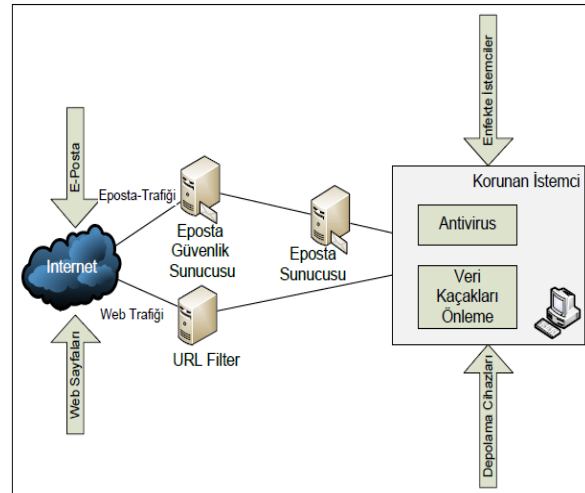 Enfekte İstemciler
E-Posta
Eposta-Trafiği
Korunan İstemci
Antivirus
Eposta
Güvenlik
Sunucusu
Eposta
Sunucusu
Internet
Veri
Kaçakları
Önleme
Web Trafiği
URL Filter
Web Sayfaları
Depolama Cihazları